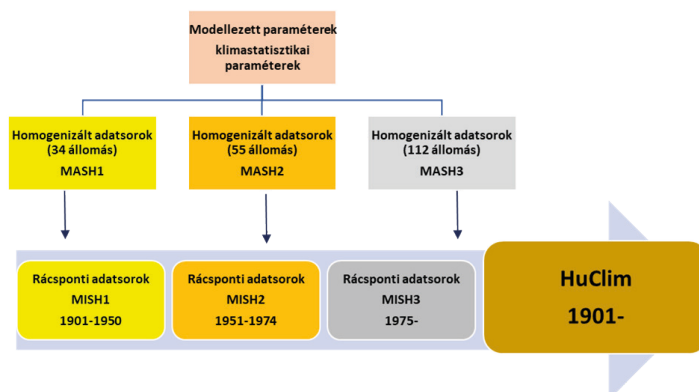 Modellezett paraméterek
klimastatisztikai
paraméterek
Homogenizált adatsorok
(34 állomás)
MASH1
Homogenizált adatsorok
(55 állomás)
MASH2
Homogenizált adatsorok
(112 állomás)
MASH3
Rácsponti adatsorok
MISH1
1901-1950
Rácsponti adatsorok
MISH2
1951-1974
Rácsponti adatsorok
MISH3
1975-
HuClim
1901-